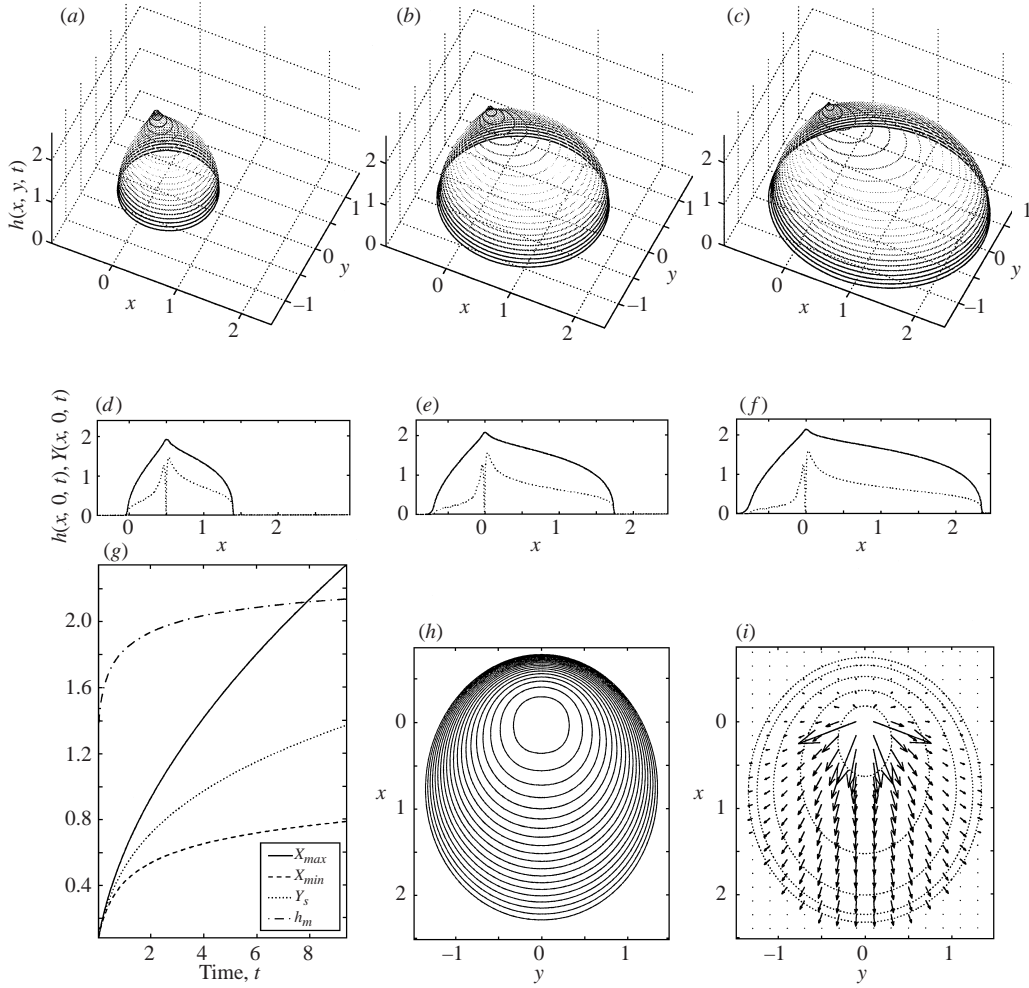 (a)
(b)
(c)
h(x, y, t)
2
1
0
0
1
2
x
–1
0
1
y
2
1
0
0
1
2
x
–1
0
1
y
2
1
0
0
1
2
x
–1
0
1
y
(d)
(e)
(f)
h(x, 0, t), Y(x, 0, t)
2
1
0
0
1
2
x
2
1
0
0
1
2
x
2
1
0
0
1
2
x
(g)
2.0
1.6
1.2
0.8
0.4
2
4
6
8
Time, t
X_max
X_min
Y_s
h_m
(h)
0
1
2
x
–1
0
1
y
(i)
0
1
2
x
–1
0
1
y